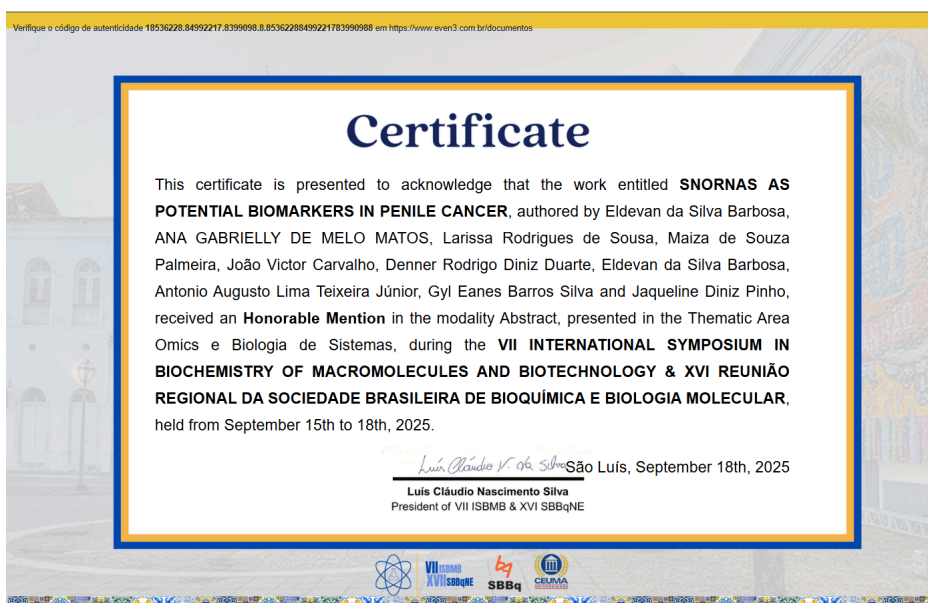 Verifique o código de autenticidade 18536228.84992217.8399098.8.85362288499221783990988 em https://www.even3.com.br/documentos
Certificate
This certificate is presented to acknowledge that the work entitled SNORNAS AS
POTENTIAL BIOMARKERS IN PENILE CANCER, authored by Eldevan da Silva Barbosa,
ANA GABRIELLY DE MELO MATOS, Larissa Rodrigues de Sousa, Maiza de Souza
Palmeira, João Victor Carvalho, Denner Rodrigo Diniz Duarte, Eldevan da Silva Barbosa,
Antonio Augusto Lima Teixeira Júnior, Gyl Eanes Barros Silva and Jaqueline Diniz Pinho,
received an Honorable Mention in the modality Abstract, presented in the Thematic Area
Omics e Biologia de Sistemas, during the VII INTERNATIONAL SYMPOSIUM IN
BIOCHEMISTRY OF MACROMOLECULES AND BIOTECHNOLOGY & XVI REUNIÃO
REGIONAL DA SOCIEDADE BRASILEIRA DE BIOQUÍMICA E BIOLOGIA MOLECULAR,
held from September 15th to 18th, 2025.
Luís Cláudio N. da Silva
São Luís, September 18th, 2025
Luís Cláudio Nascimento Silva
President of VII ISBMB & XVI SBBqNE
VII ISBMB
XVII SBBQNE
bq
SBBq
CEUMA